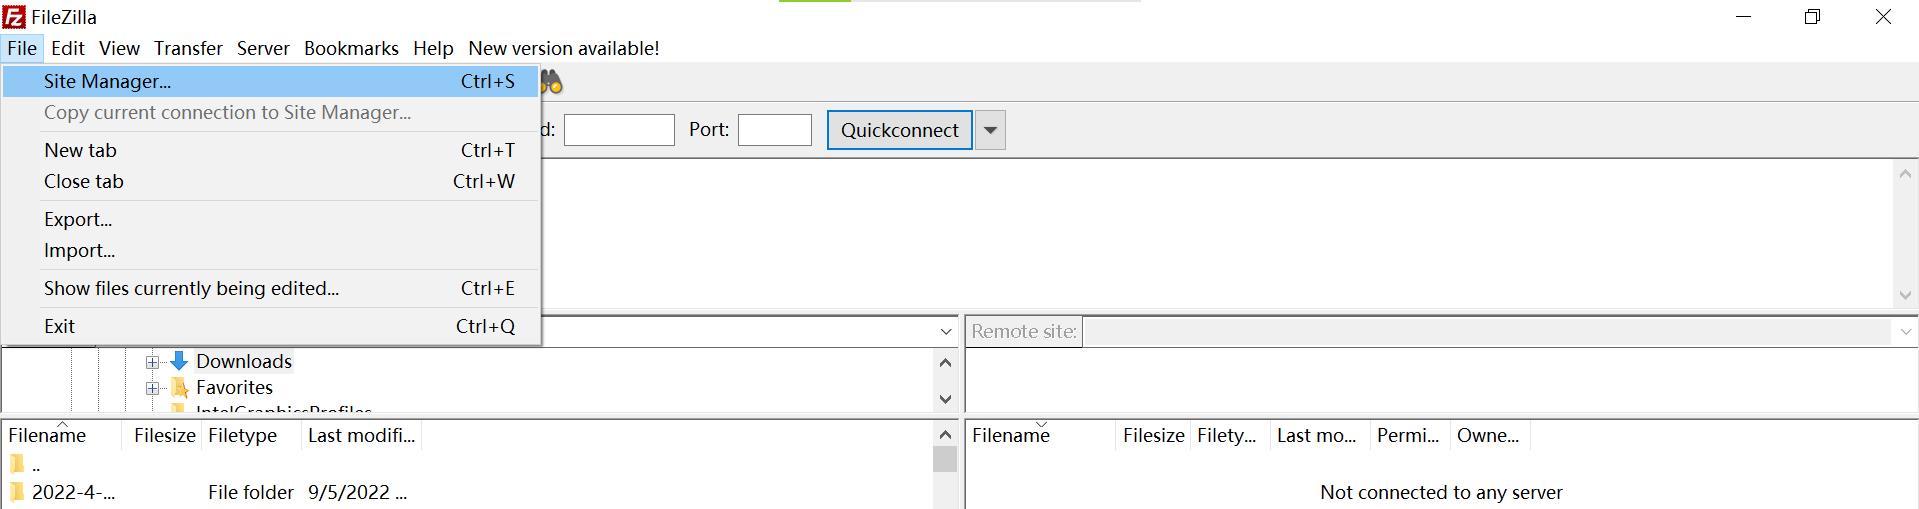 FileZilla
File Edit View Transfer Server Bookmarks Help New version available!
Site Manager... Ctrl+S
Copy current connection to Site Manager...
d: Port: Quickconnect
New tab Ctrl+T
Close tab Ctrl+W
Export...
Import...
Show files currently being edited... Ctrl+E
Exit Ctrl+Q
Remote site:
Downloads
Favorites
IntelGraphicsProfiles
Filename Filesize Filetype Last modifi...
..
2022-4-... File folder 9/5/2022 ...
Filename Filesize Filety... Last mo... Permi... Owne...
Not connected to any server